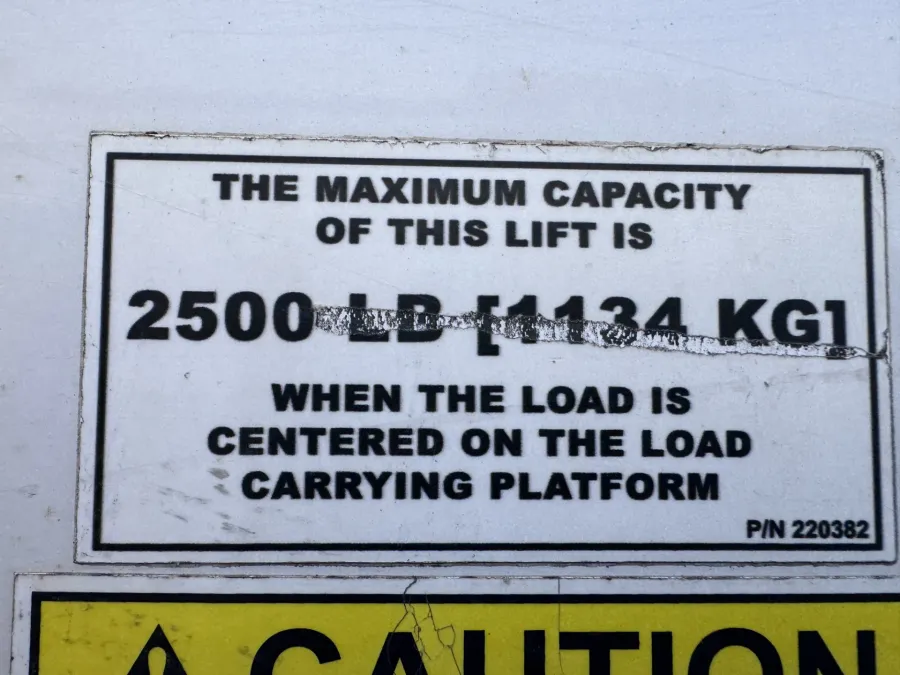 THE MAXIMUM CAPACITY
OF THIS LIFT IS
2500 LB [1134 KG]
WHEN THE LOAD IS
CENTERED ON THE LOAD
CARRYING PLATFORM
P/N 220382
CAUTION